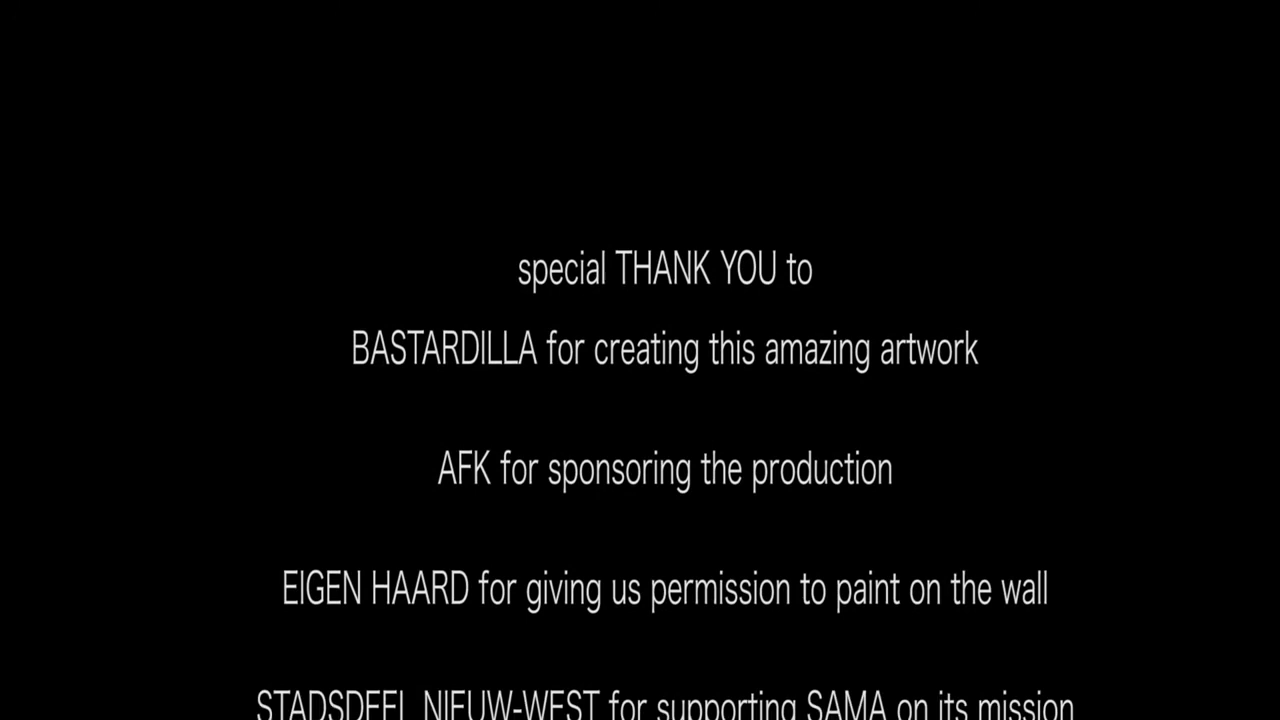 special THANK YOU to
BASTARDILLA for creating this amazing artwork
AFK for sponsoring the production
EIGEN HAARD for giving us permission to paint on the wall
STADSDEEL NIEUW-WEST for supporting SAMA on its mission